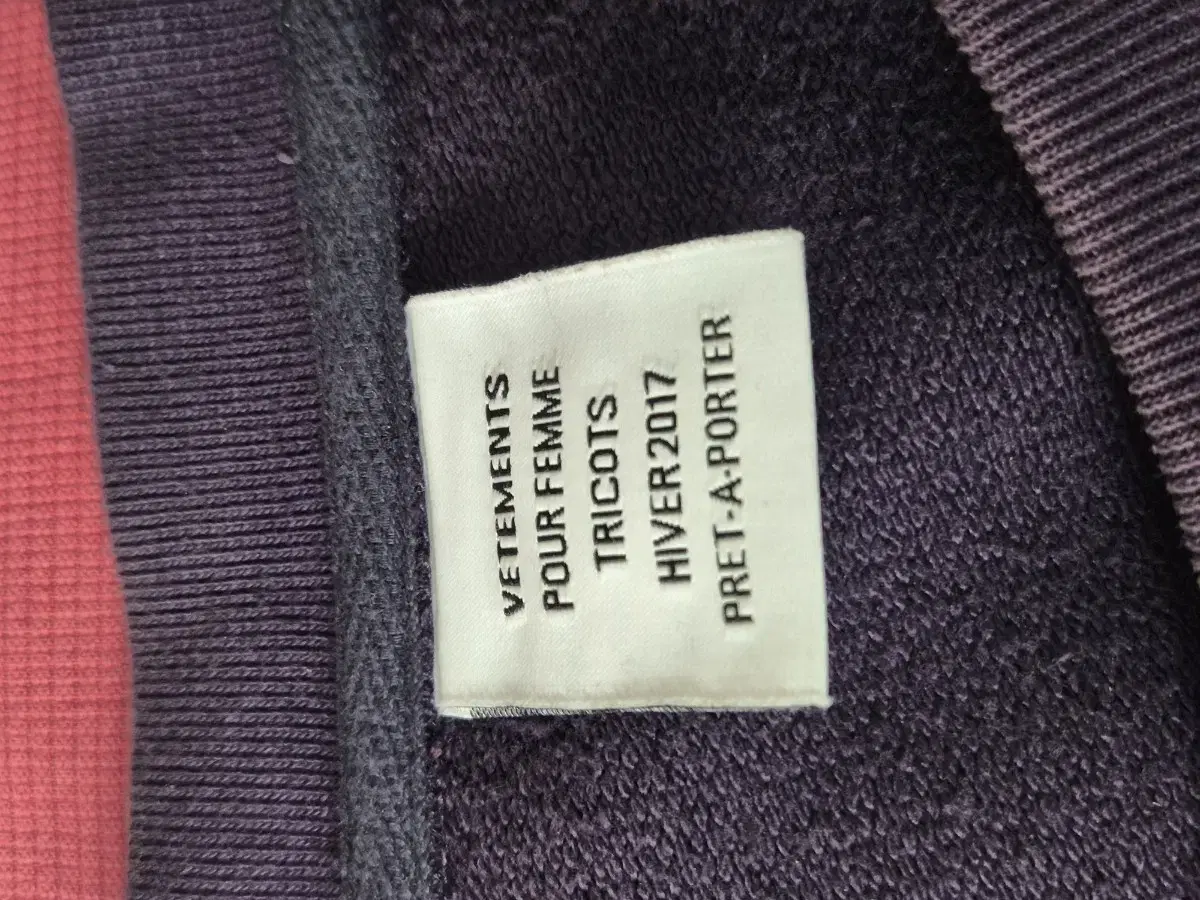 VETEMENTS
POUR FEMME
TRICOTS
HIVER 2017
PRET-A-PORTER